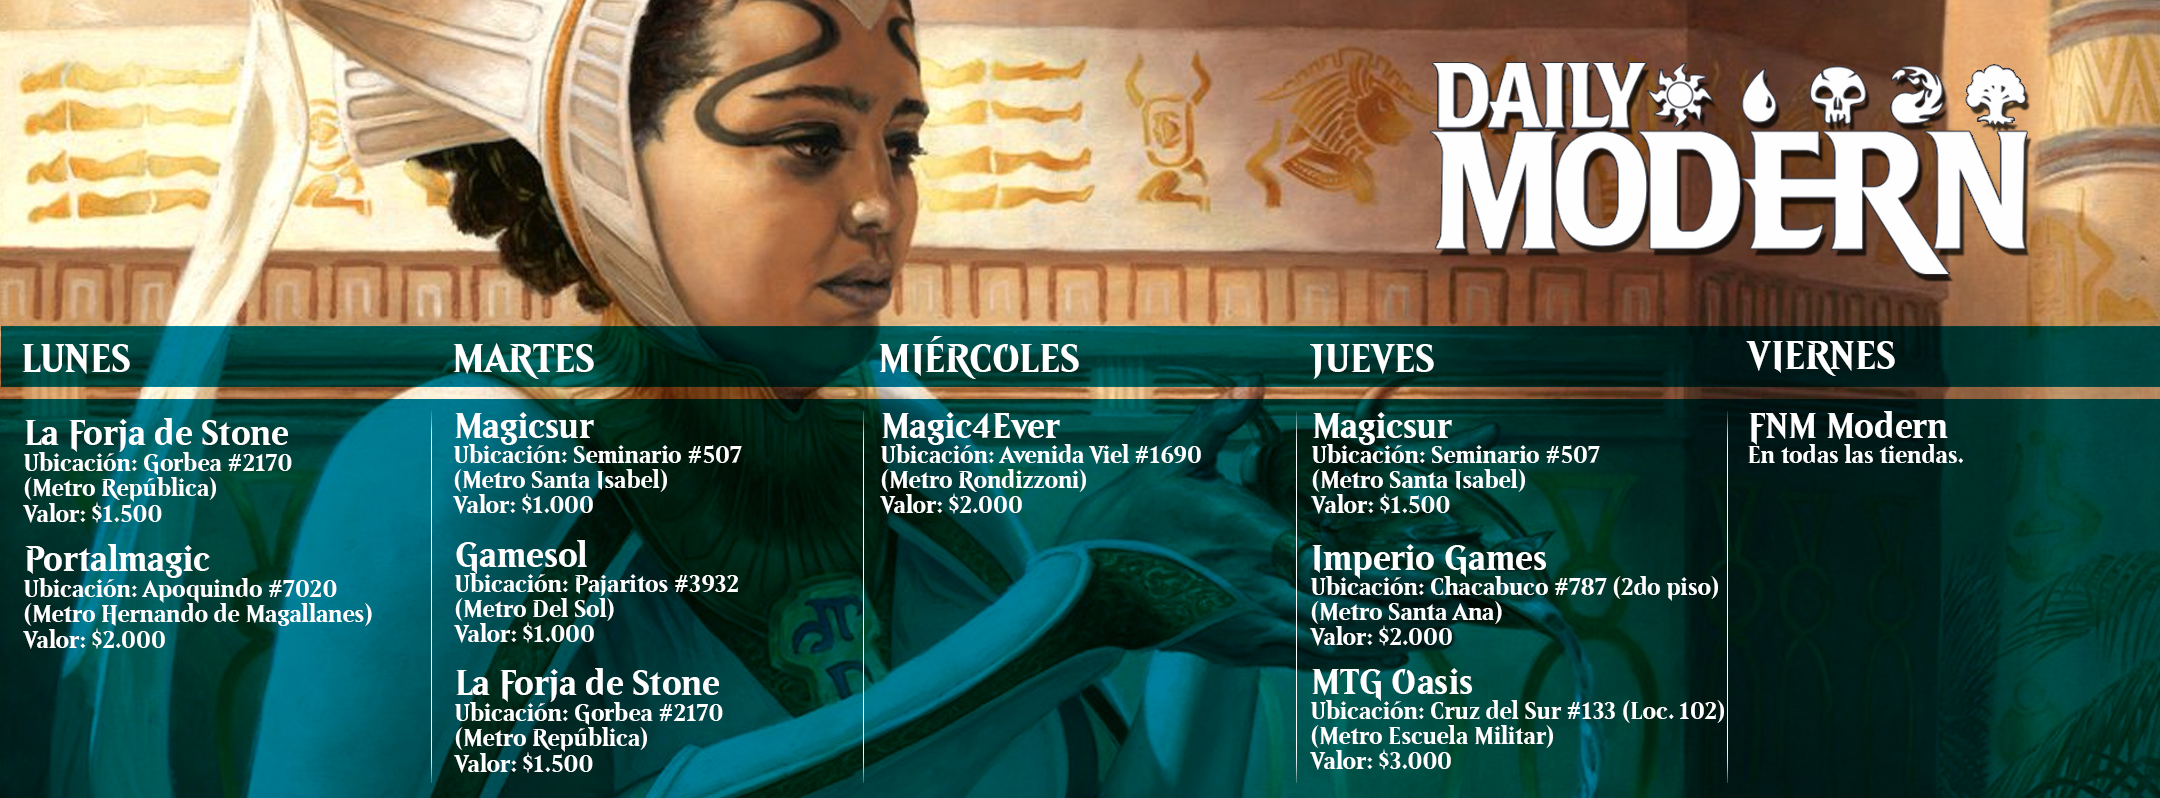 DAILY
MODERN
LUNES
La Forja de Stone
Ubicación: Gorbea #2170
(Metro República)
Valor: $1.500
Portalmagic
Ubicación: Apoquindo #7020
(Metro Hernando de Magallanes)
Valor: $2.000
MARTES
Magicsur
Ubicación: Seminario #507
(Metro Santa Isabel)
Valor: $1.000
Gamesol
Ubicación: Pajaritos #3932
(Metro Del Sol)
Valor: $1.000
La Forja de Stone
Ubicación: Gorbea #2170
(Metro República)
Valor: $1.500
MIÉRCOLES
Magic4Ever
Ubicación: Avenida Viel #1690
(Metro Rondizzoni)
Valor: $2.000
JUEVES
Magicsur
Ubicación: Seminario #507
(Metro Santa Isabel)
Valor: $1.500
Imperio Games
Ubicación: Chacabuco #787 (2do piso)
(Metro Santa Ana)
Valor: $2.000
MTG Oasis
Ubicación: Cruz del Sur #133 (Loc. 102)
(Metro Escuela Militar)
Valor: $3.000
VIERNES
FNM Modern
En todas las tiendas.